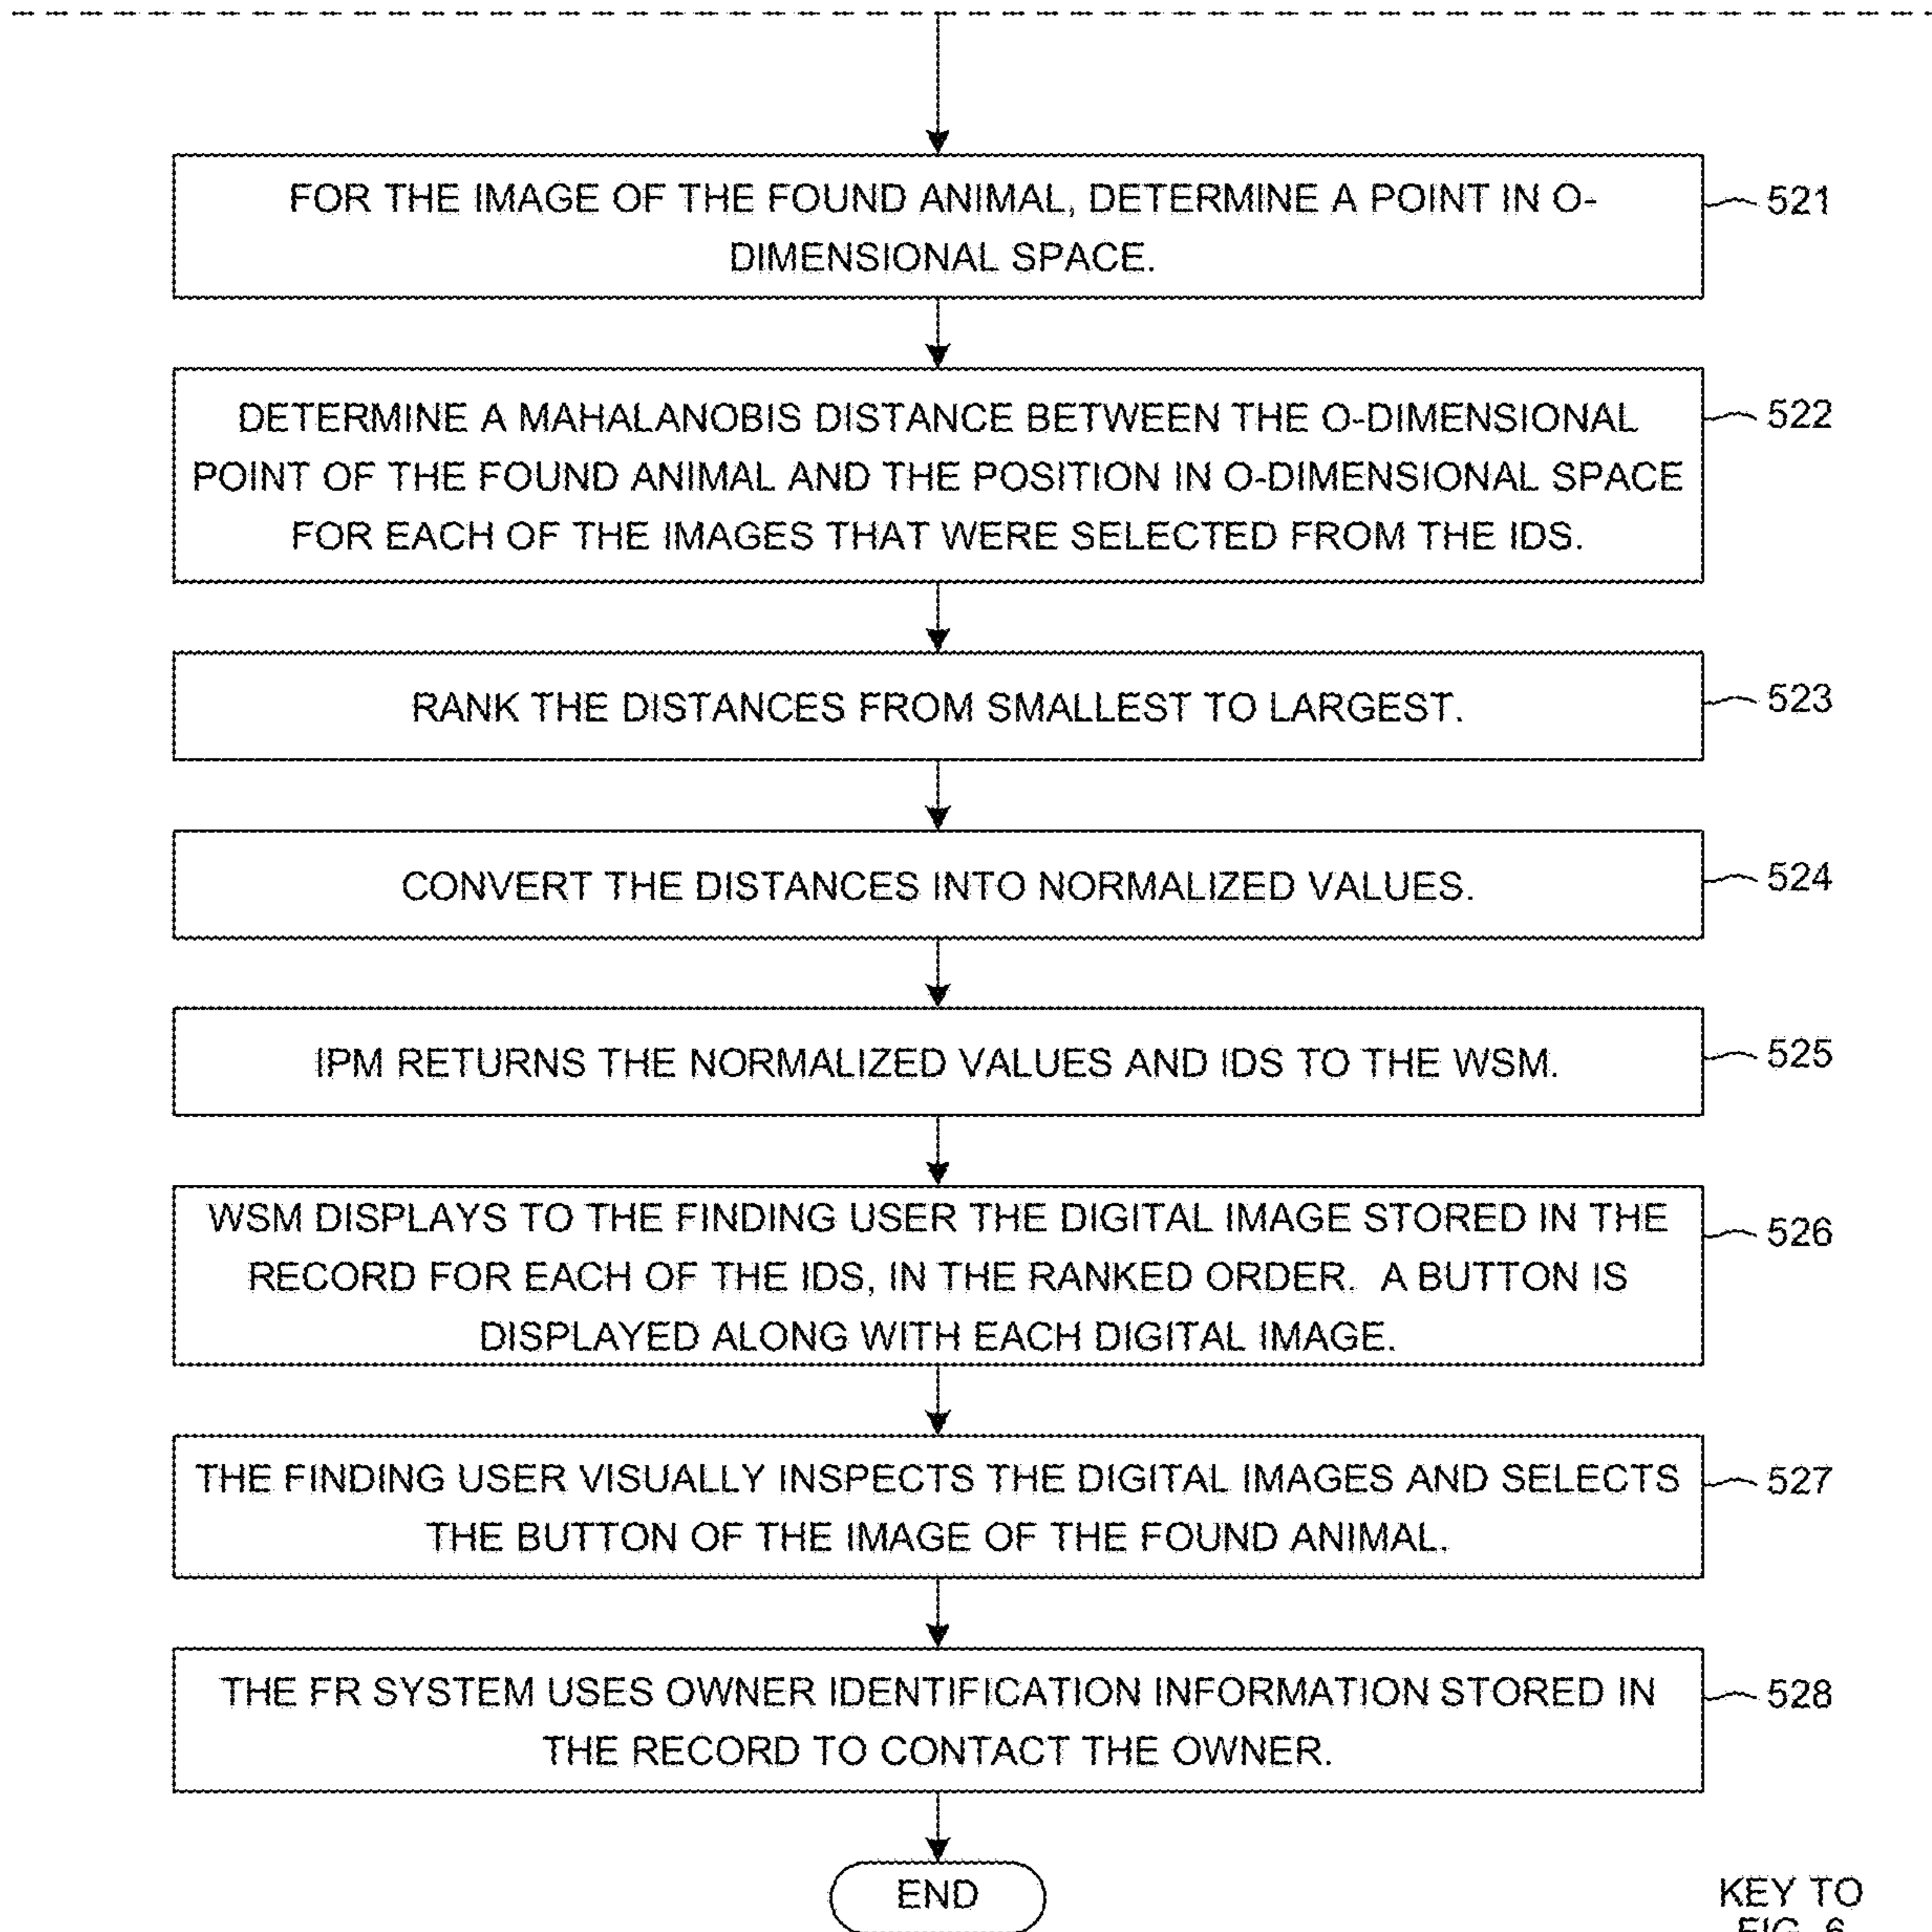 FOR THE IMAGE OF THE FOUND ANIMAL, DETERMINE A POINT IN O-
DIMENSIONAL SPACE.
521
DETERMINE A MAHALANOBIS DISTANCE BETWEEN THE O-DIMENSIONAL
POINT OF THE FOUND ANIMAL AND THE POSITION IN O-DIMENSIONAL SPACE
FOR EACH OF THE IMAGES THAT WERE SELECTED FROM THE IDS.
522
RANK THE DISTANCES FROM SMALLEST TO LARGEST.
523
CONVERT THE DISTANCES INTO NORMALIZED VALUES.
524
IPM RETURNS THE NORMALIZED VALUES AND IDS TO THE WSM.
525
WSM DISPLAYS TO THE FINDING USER THE DIGITAL IMAGE STORED IN THE
RECORD FOR EACH OF THE IDS, IN THE RANKED ORDER. A BUTTON IS
DISPLAYED ALONG WITH EACH DIGITAL IMAGE.
526
THE FINDING USER VISUALLY INSPECTS THE DIGITAL IMAGES AND SELECTS
THE BUTTON OF THE IMAGE OF THE FOUND ANIMAL.
527
THE FR SYSTEM USES OWNER IDENTIFICATION INFORMATION STORED IN
THE RECORD TO CONTACT THE OWNER.
528
END
KEY TO
FIG. 6